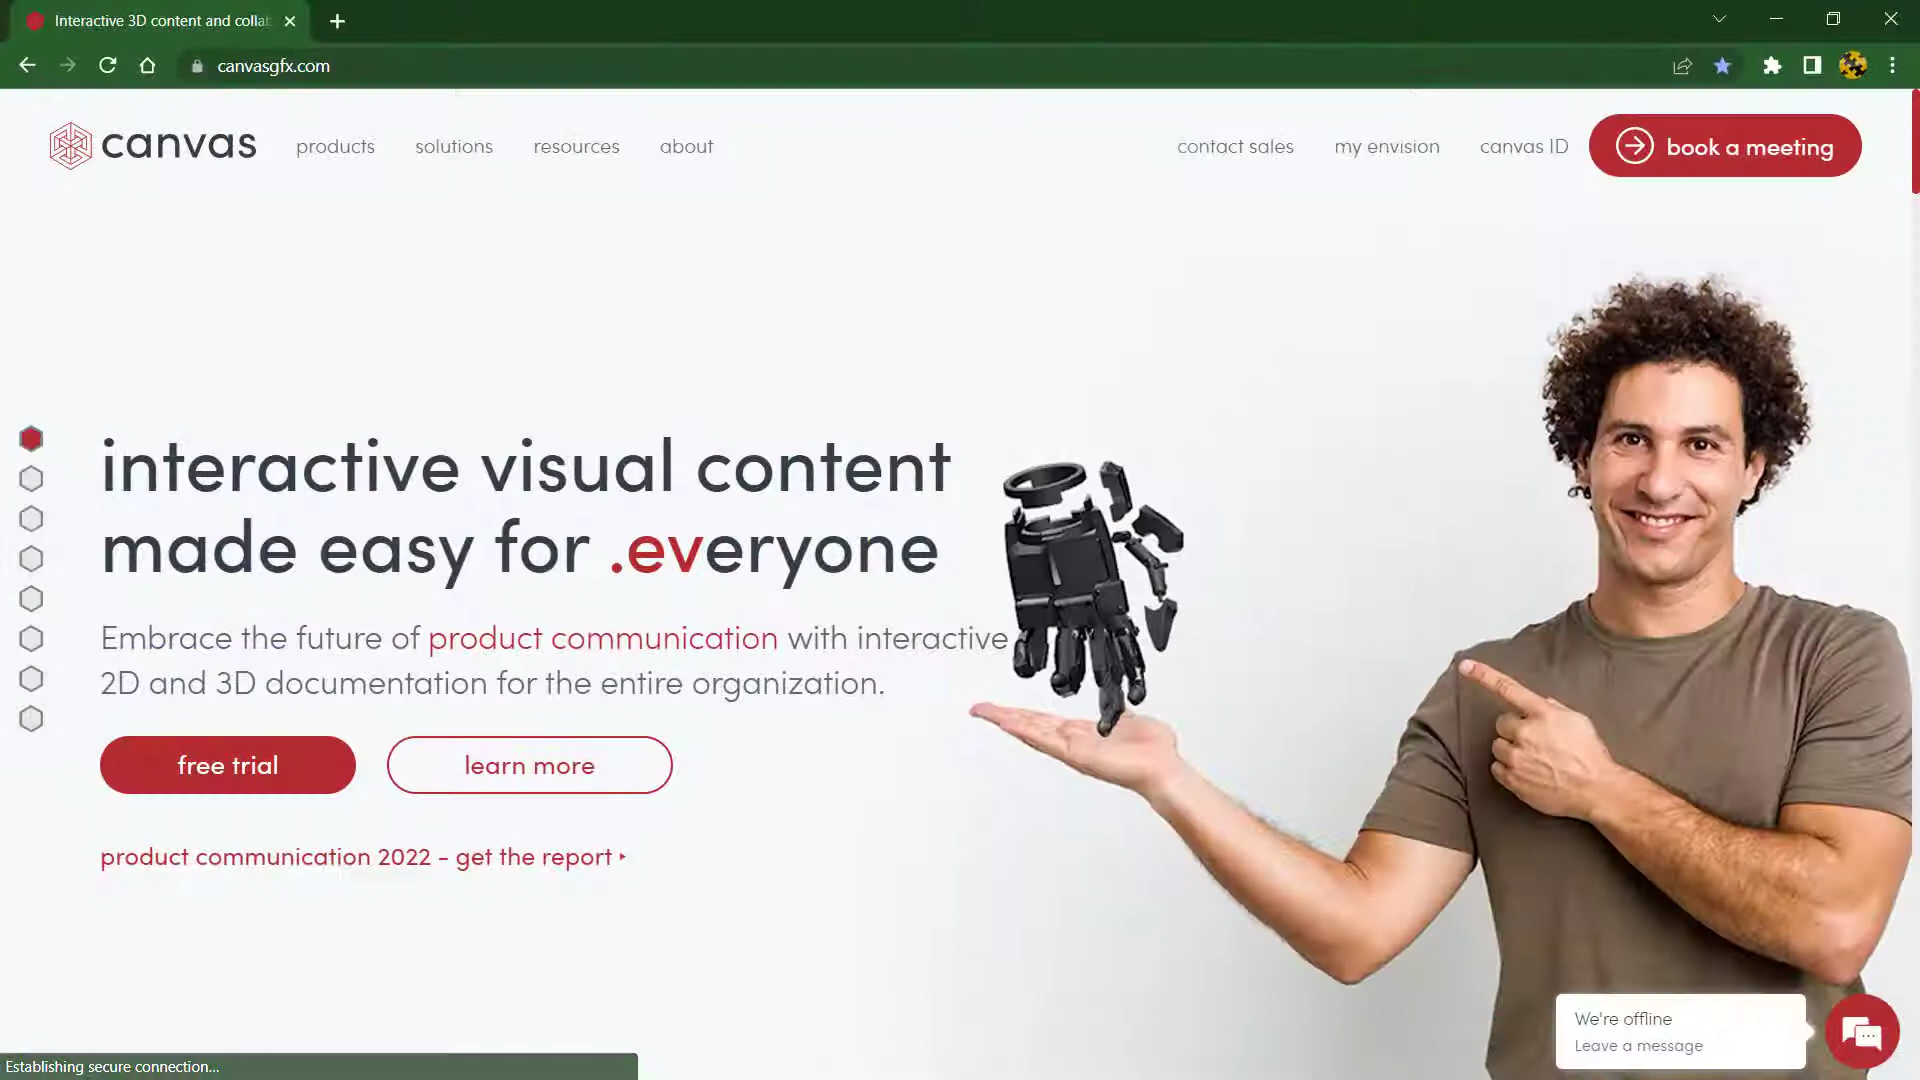 Interactive 3D content and colla
canvasgfx.com
canvas
products
solutions
resources
about
contact sales
my envision
canvas ID
book a meeting
interactive visual content
made easy for .everyone
Embrace the future of product communication with interactive
2D and 3D documentation for the entire organization.
free trial
learn more
product communication 2022 - get the report
We're offline
Leave a message
Establishing secure connection...